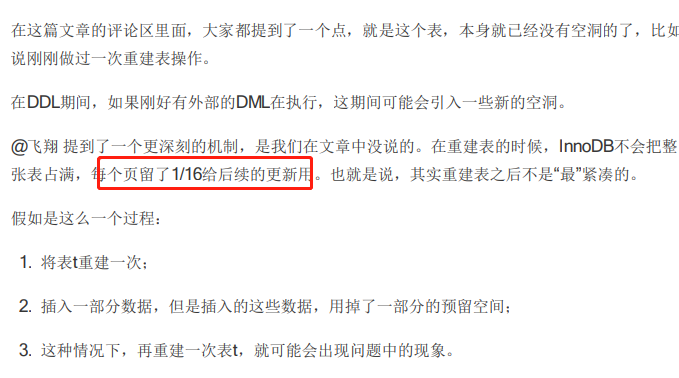 在这篇文章的评论区里面，大家都提到了一个点，就是这个表，本身就已经没有空洞的了，比如
说刚刚做过一次重建表操作。
在DDL期间，如果刚好有外部的DML在执行，这期间可能会引入一些新的空洞。
@飞翔 提到了一个更深刻的机制，是我们在文章中没说的。在重建表的时候，InnoDB不会把整
张表占满，每个页留了1/16给后续的更新用。也就是说，其实重建表之后不是“最”紧凑的。
假如是这么一个过程：
1. 将表t重建一次；
2. 插入一部分数据，但是插入的这些数据，用掉了一部分的预留空间；
3. 这种情况下，再重建一次表t，就可能会出现问题中的现象。